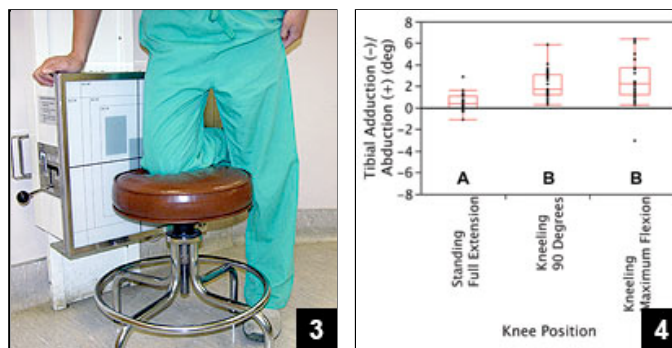 3
Tibial Adduction (–)/
Abduction (+) (deg)
8
6
4
2
0
−2
−4
−6
−8
A
B
B
Standing
Full Extension
Kneeling
90 Degrees
Kneeling
Maximum Flexion
Knee Position
4